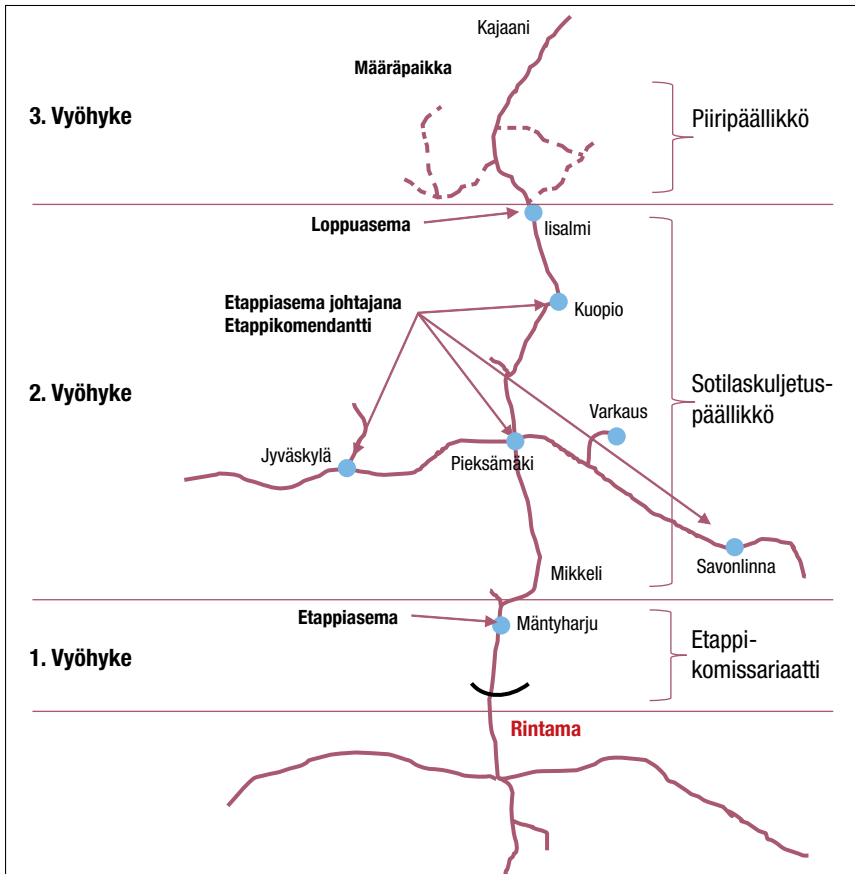 Kajaani
Määräpaikka
3. Vyöhyke
Piiripäällikkö
Loppuasema
Iisalmi
Etappiasema johtajana
Etappikomendantti
Kuopio
2. Vyöhyke
Sotilaskuljetus-
päällikkö
Varkaus
Jyväskylä
Pieksämäki
Savonlinna
Mikkeli
Etappiasema
Mäntyharju
1. Vyöhyke
Etappi-
komissariaatti
Rintama